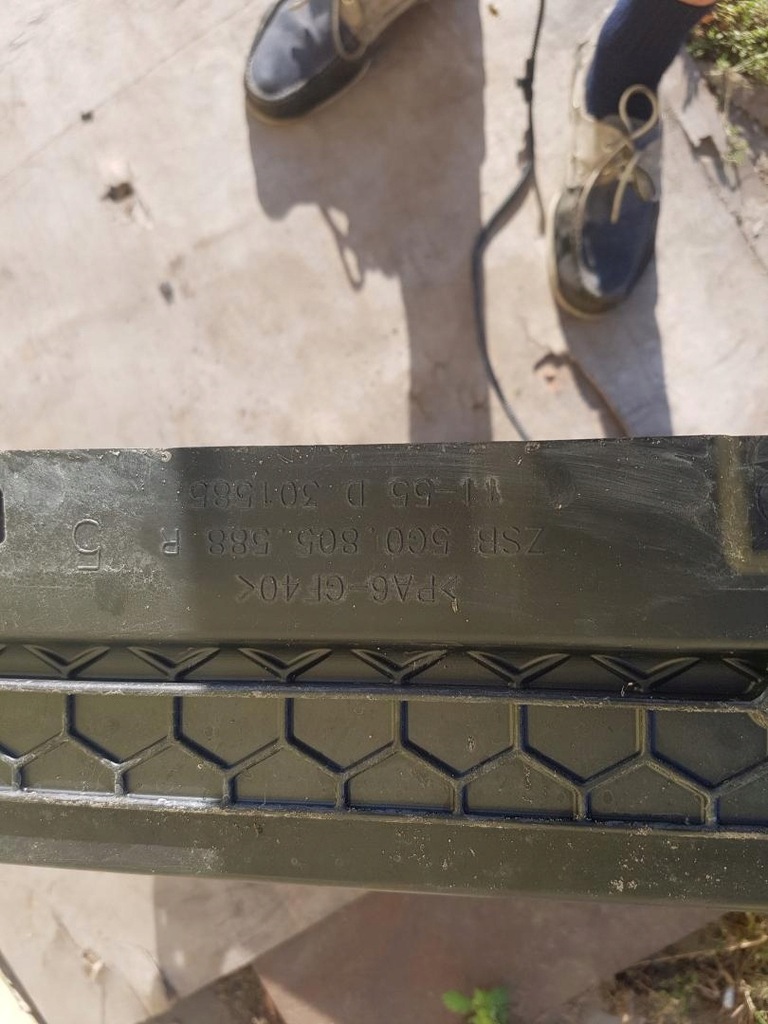 >PA6-GF40<
ZSB 5G0.805.588 R 5
11-55 D 301585